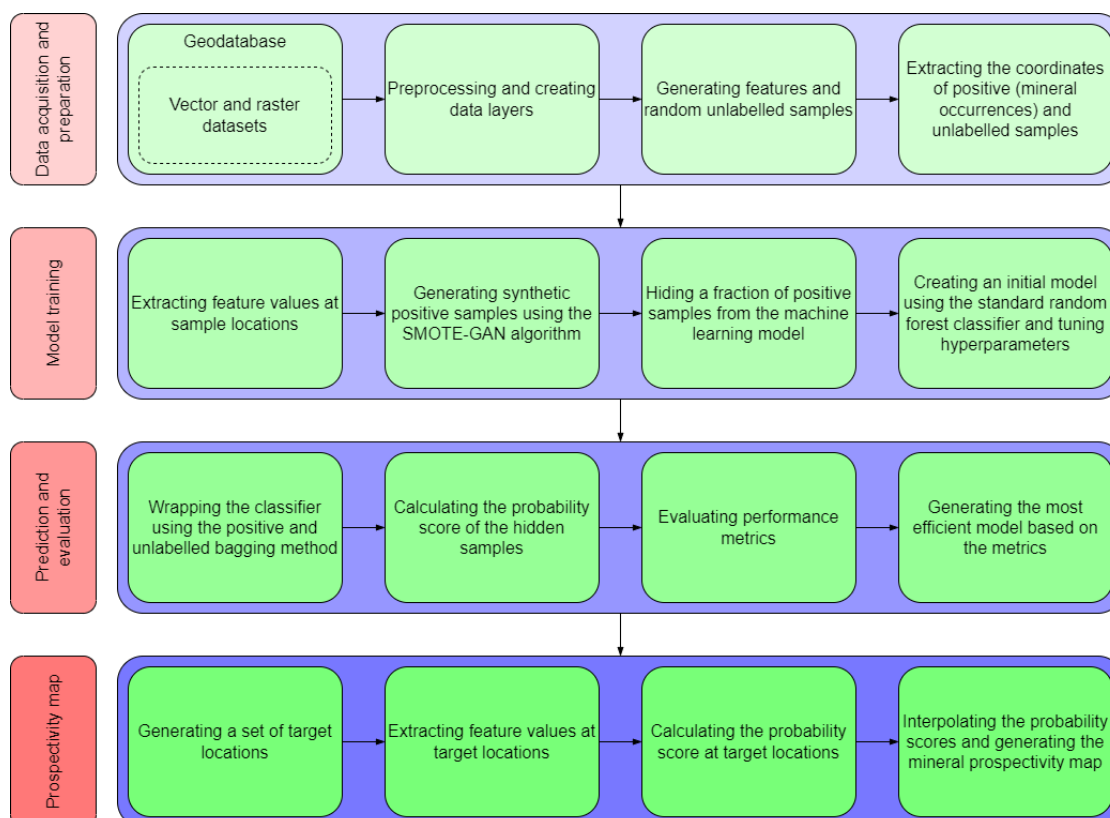 Data acquisition and
preparation
Geodatabase
Vector and raster
datasets
Preprocessing and creating
data layers
Generating features and
random unlabelled samples
Extracting the coordinates
of positive (mineral
occurrences) and
unlabelled samples
Model training
Extracting feature values at
sample locations
Generating synthetic
positive samples using the
SMOTE-GAN algorithm
Hiding a fraction of positive
samples from the machine
learning model
Creating an initial model
using the standard random
forest classifier and tuning
hyperparameters
Prediction and
evaluation
Wrapping the classifier
using the positive and
unlabelled bagging method
Calculating the probability
score of the hidden
samples
Evaluating performance
metrics
Generating the most
efficient model based on
the metrics
Prospectivity map
Generating a set of target
locations
Extracting feature values at
target locations
Calculating the probability
score at target locations
Interpolating the probability
scores and generating the
mineral prospectivity map